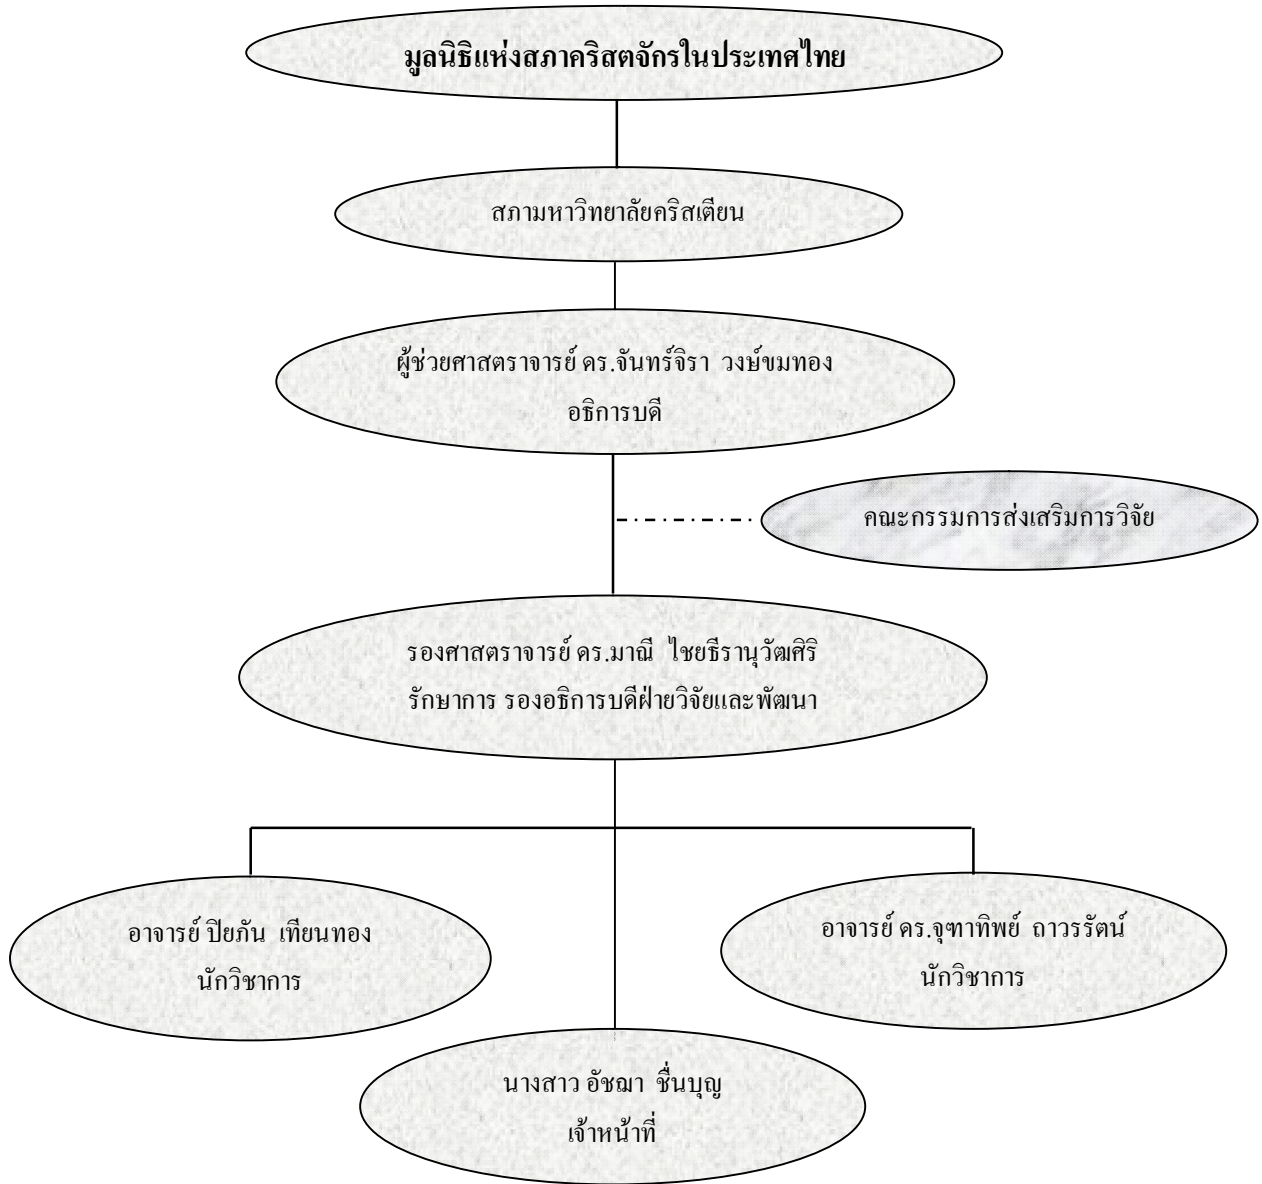 มูลนิธิแห่งสภาคริสตจักรในประเทศไทย
สภามหาวิทยาลัยคริสเตียน
ผู้ช่วยศาสตราจารย์ ดร.จันทร์จิรา วงษ์ขมทอง
อธิการบดี
คณะกรรมการส่งเสริมการวิจัย
รองศาสตราจารย์ ดร.มาณี ไชยธีรานุวัฒศิริ
รักษาการ รองอธิการบดีฝ่ายวิจัยและพัฒนา
อาจารย์ ปิยภัน เทียนทอง
นักวิชาการ
อาจารย์ ดร.จุฑาทิพย์ ถาวรรัตน์
นักวิชาการ
นางสาว อัชฌา ชื่นบุญ
เจ้าหน้าที่